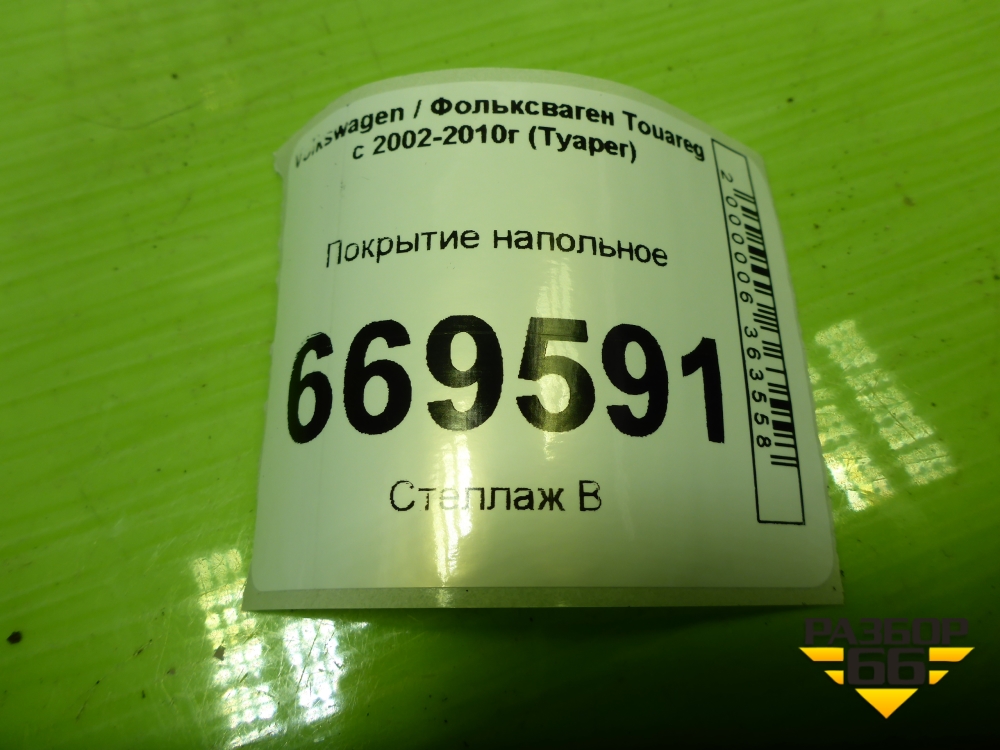 Volkswagen / Фольксваген Touareg
с 2002-2010г (Туарег)
Покрытие напольное
669591
Стеллаж В
2000006363558
РАЗБОР
66